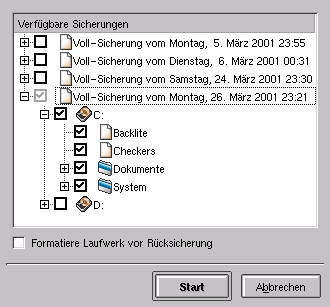 Verfügbare Sicherungen
Voll-Sicherung vom Montag, 5. März 2001 23:55
Voll-Sicherung vom Dienstag, 6. März 2001 00:31
Voll-Sicherung vom Samstag, 24. März 2001 23:30
Voll-Sicherung vom Montag, 26. März 2001 23:21
C:
Backlite
Checkers
Dokumente
System
D:
Formatiere Laufwerk vor Rücksicherung
Start
Abbrechen